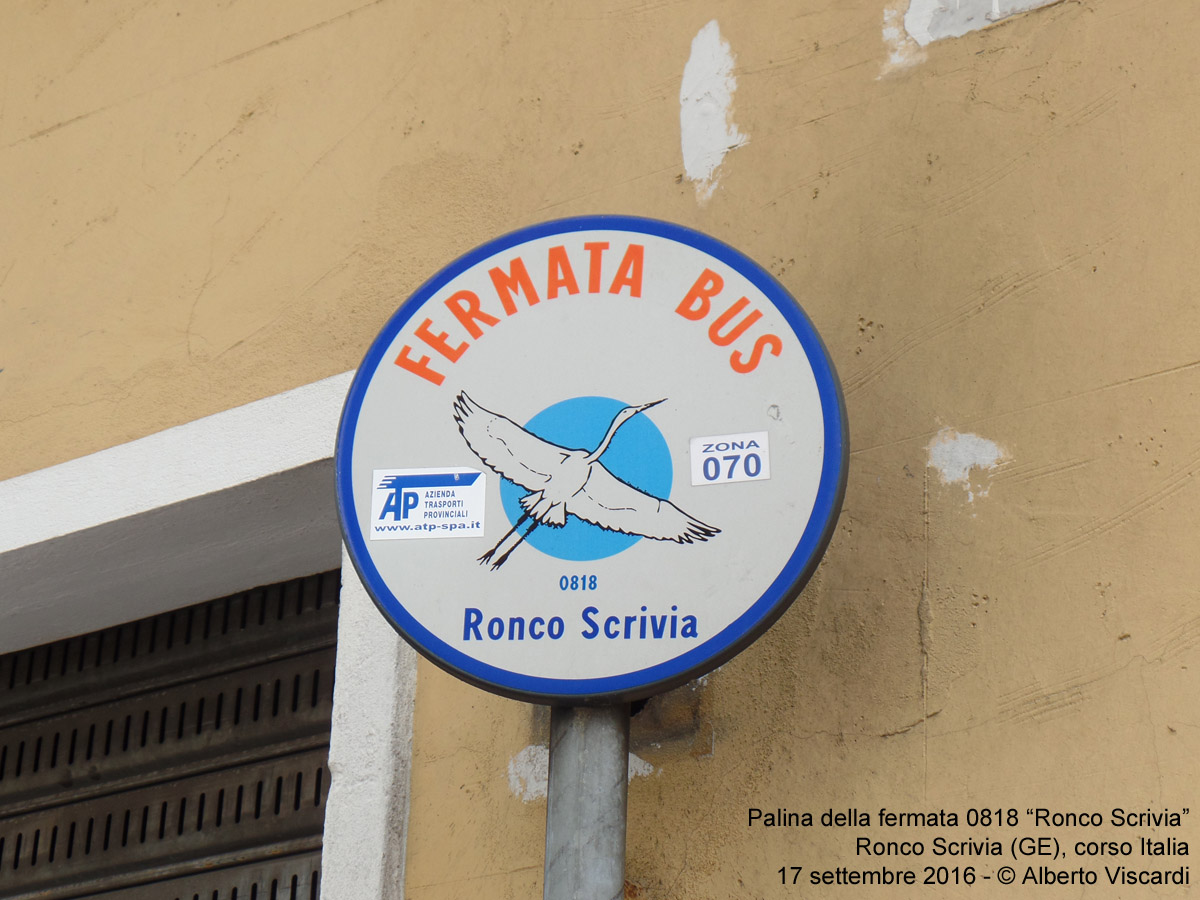 FERMATA BUS
ZONA
070
ATP AZIENDA
TRASPORTI
PROVINCIALI
www.atp-spa.it
0818
Ronco Scrivia
Palina della fermata 0818 “Ronco Scrivia”
Ronco Scrivia (GE), corso Italia
17 settembre 2016 - © Alberto Viscardi